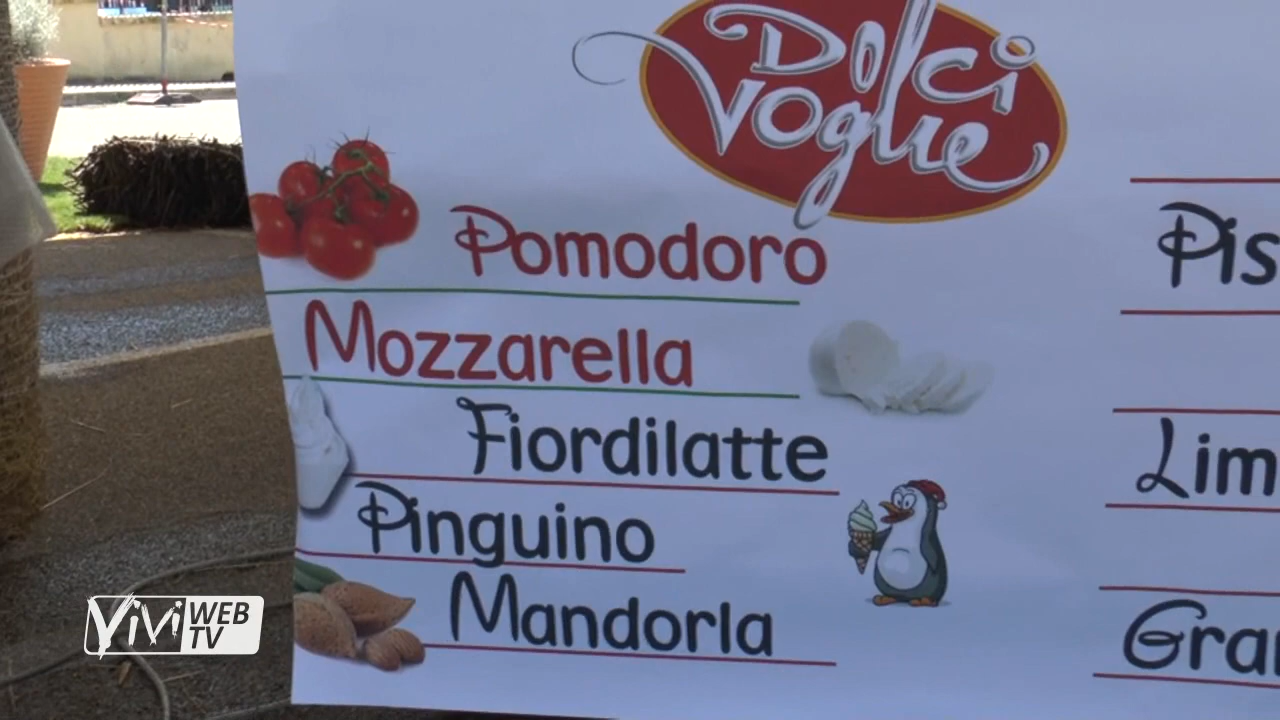 Dolci
Voglie
Pomodoro
Mozzarella
Fiordilatte
Pinguino
Mandorla
Pis
Lim
Gra
ViVi WEB
TV